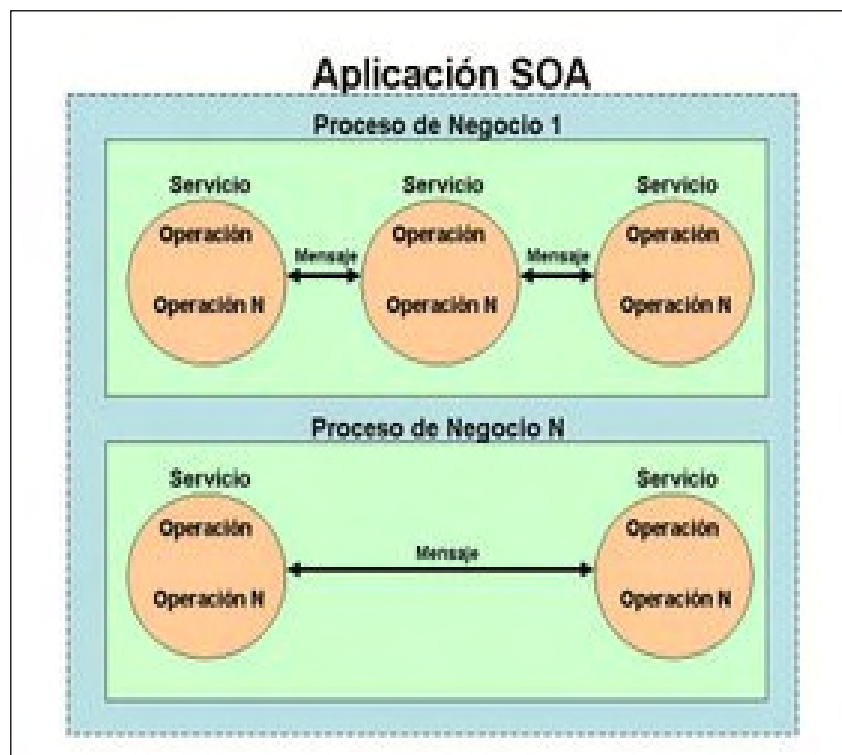 Aplicación SOA
Proceso de Negocio 1
Servicio Servicio Servicio
Operación Operación Operación
Mensaje Mensaje
Operación N Operación N Operación N
Proceso de Negocio N
Servicio Servicio
Operación Operación
Mensaje
Operación N Operación N